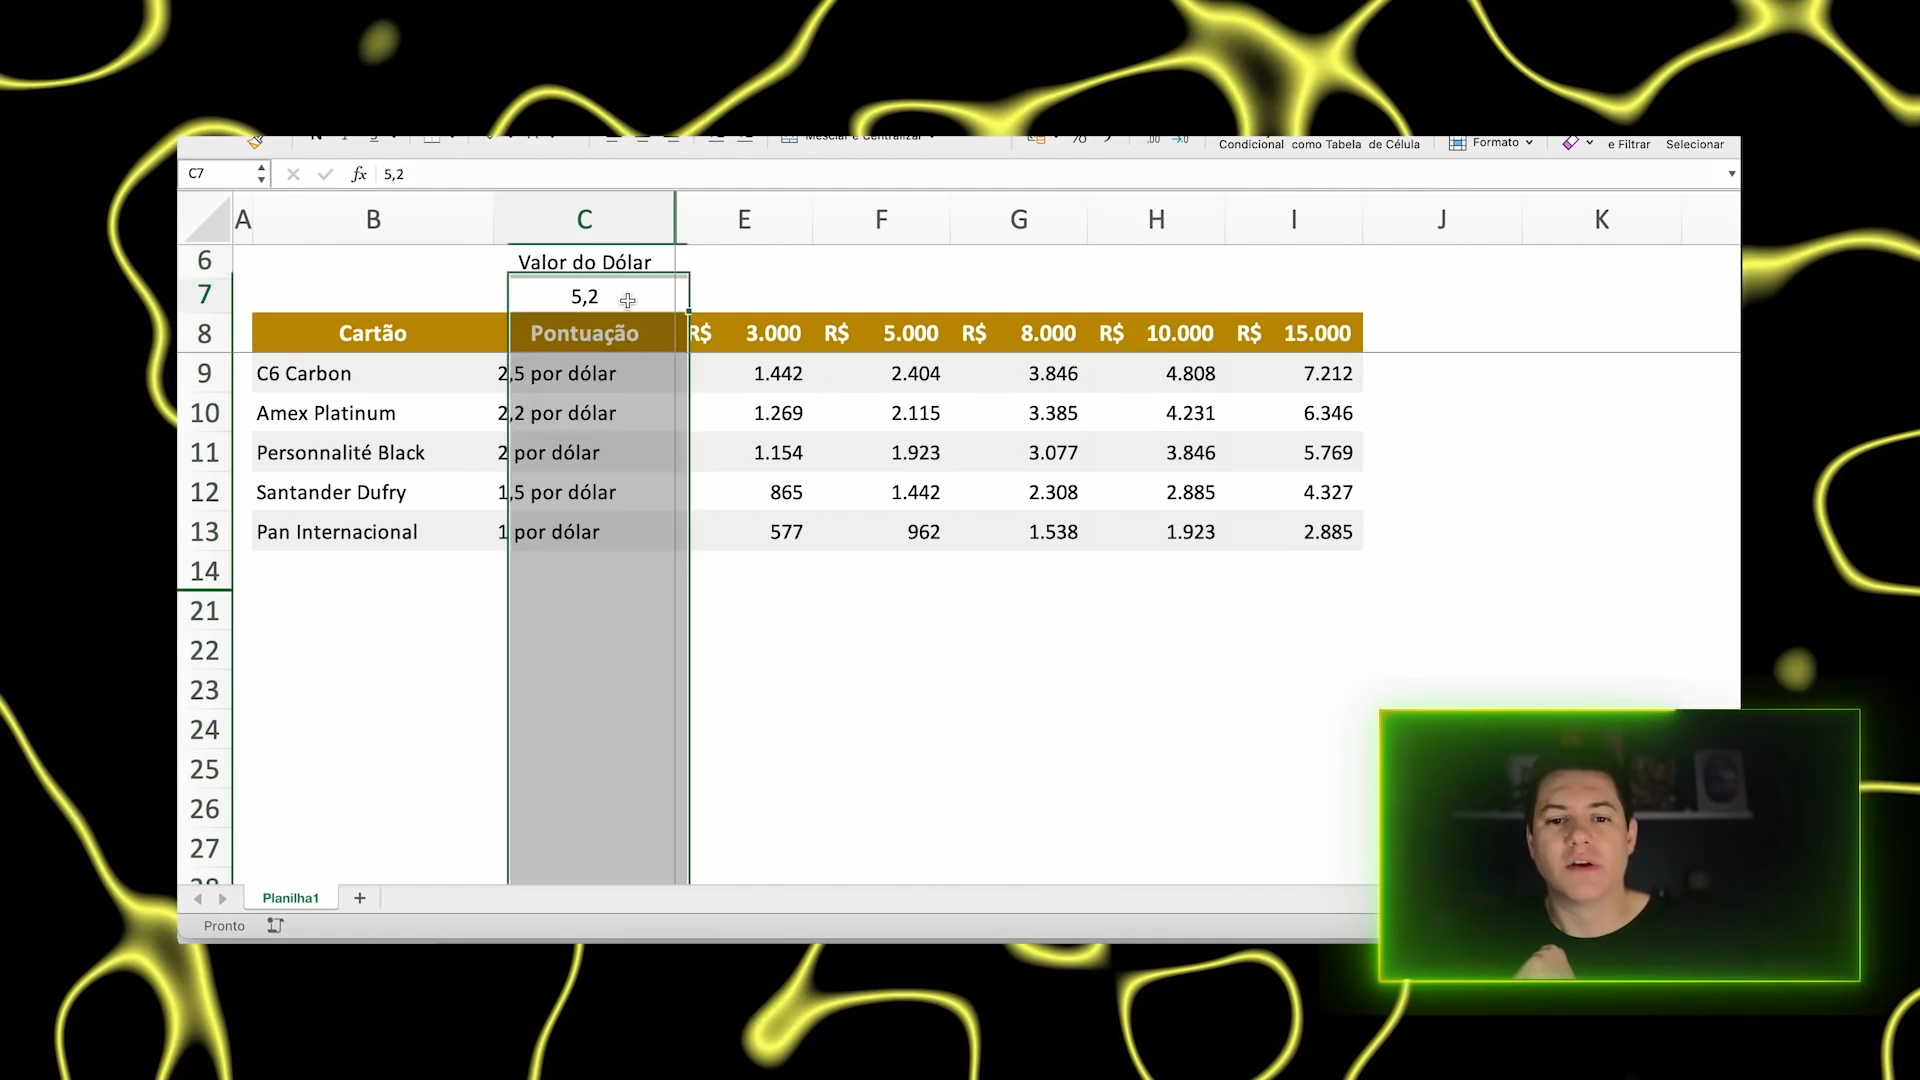 Mesclar e Centralizar
Condicional como Tabela de Célula Formato e Filtrar Selecionar
C7 fx 5,2
A B C E F G H I J K
6 Valor do Dólar
7 5,2
8 Cartão Pontuação R$ 3.000 R$ 5.000 R$ 8.000 R$ 10.000 R$ 15.000
9 C6 Carbon 2,5 por dólar 1.442 2.404 3.846 4.808 7.212
10 Amex Platinum 2,2 por dólar 1.269 2.115 3.385 4.231 6.346
11 Personnalité Black 2 por dólar 1.154 1.923 3.077 3.846 5.769
12 Santander Dufry 1,5 por dólar 865 1.442 2.308 2.885 4.327
13 Pan Internacional 1 por dólar 577 962 1.538 1.923 2.885
14
21
22
23
24
25
26
27
Planilha1 +
Pronto